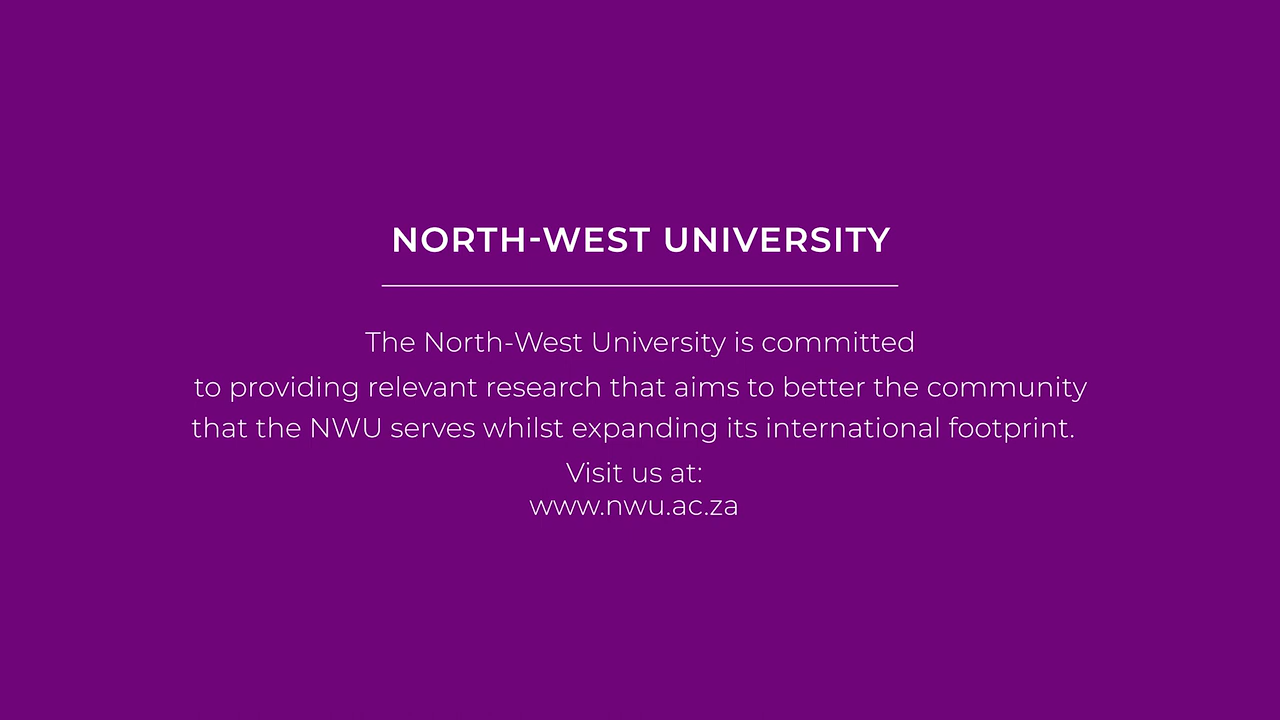 NORTH-WEST UNIVERSITY
The North-West University is committed
to providing relevant research that aims to better the community
that the NWU serves whilst expanding its international footprint.
Visit us at:
www.nwu.ac.za